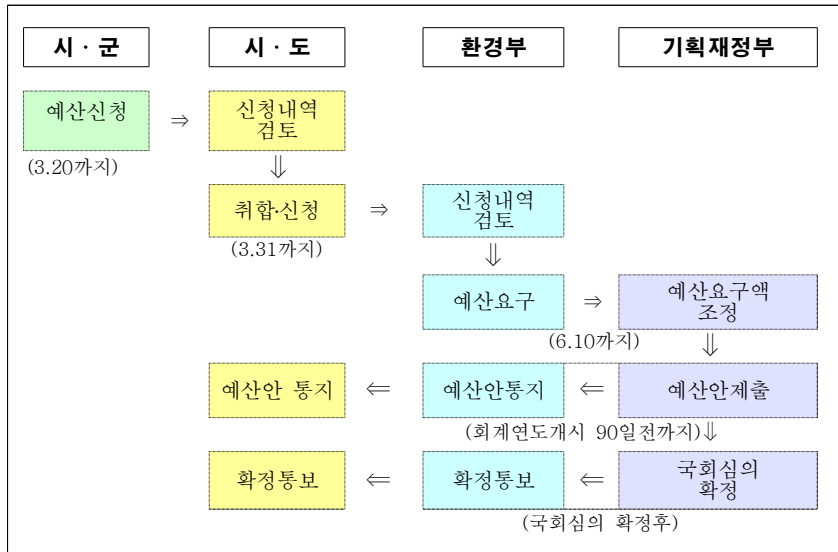 시 · 군
시 · 도
환경부
기획재정부
예산신청
⇒
신청내역
검토
(3.20까지)
⇓
취합·신청
⇒
신청내역
검토
(3.31까지)
⇓
예산요구
⇒
예산요구액
조정
(6.10까지)
⇓
예산안 통지
⇐
예산안통지
⇐
예산안제출
(회계연도개시 90일전까지)⇓
확정통보
⇐
확정통보
⇐
국회심의
확정
(국회심의 확정후)